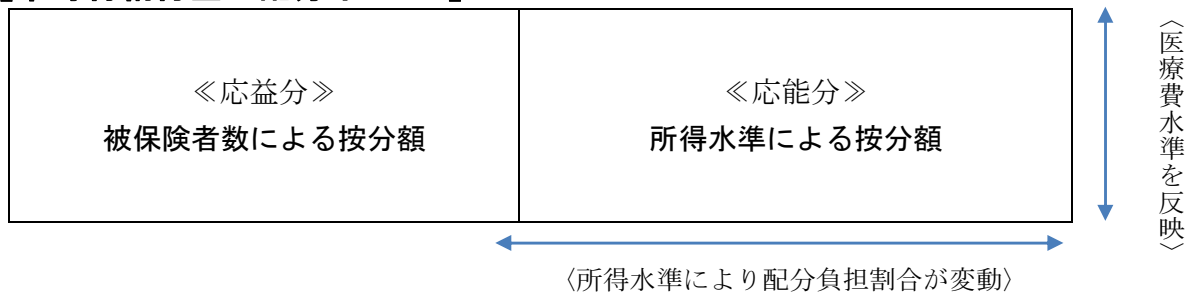 ≪応益分≫
被保険者数による按分額
≪応能分≫
所得水準による按分額
〈医療費水準を反映〉
〈所得水準により配分負担割合が変動〉